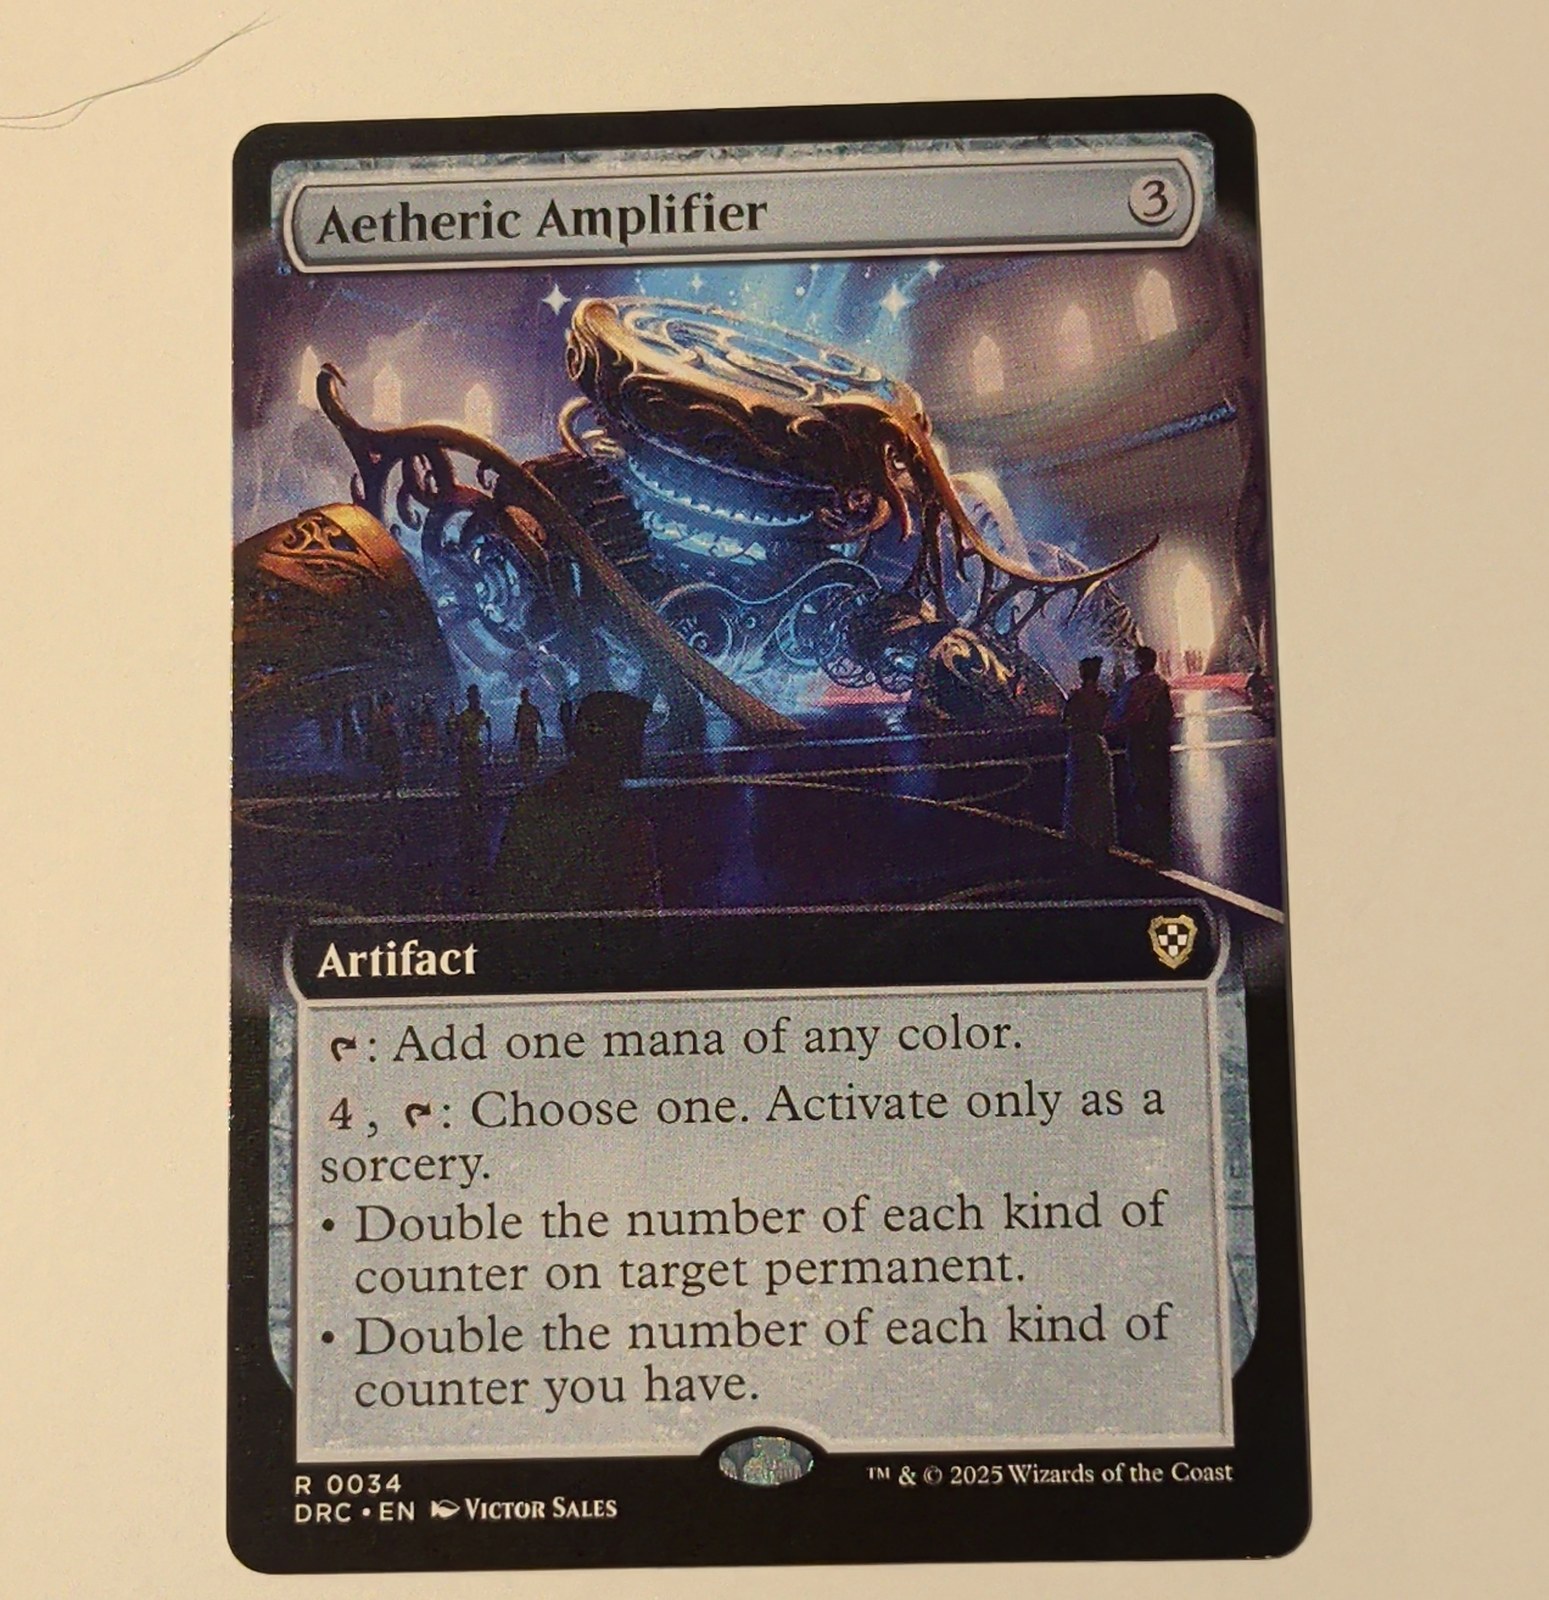 Aetheric Amplifier 3
Artifact
: Add one mana of any color.
4, : Choose one. Activate only as a
sorcery.
• Double the number of each kind of
counter on target permanent.
• Double the number of each kind of
counter you have.
R 0034
DRC • EN VICTOR SALES
™ & © 2025 Wizards of the Coast